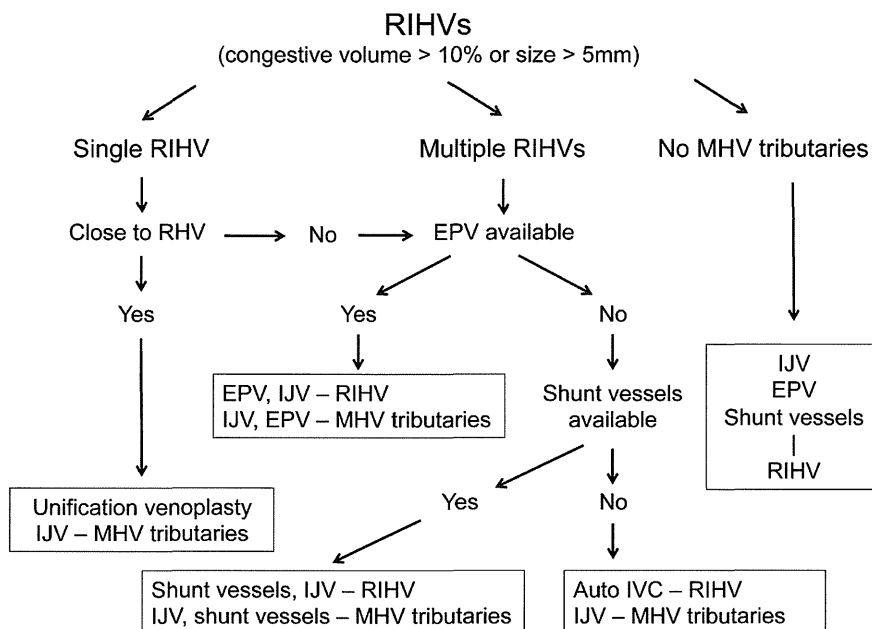 RIHVs
(congestive volume > 10% or size > 5mm)
Single RIHV
Multiple RIHVs
No MHV tributaries
Close to RHV
No
EPV available
Yes
Yes
No
EPV, IJV – RIHV
IJV, EPV – MHV tributaries
Shunt vessels
available
IJV
EPV
Shunt vessels
|
RIHV
Unification venoplasty
IJV – MHV tributaries
Yes
No
Shunt vessels, IJV – RIHV
IJV, shunt vessels – MHV tributaries
Auto IVC – RIHV
IJV – MHV tributaries